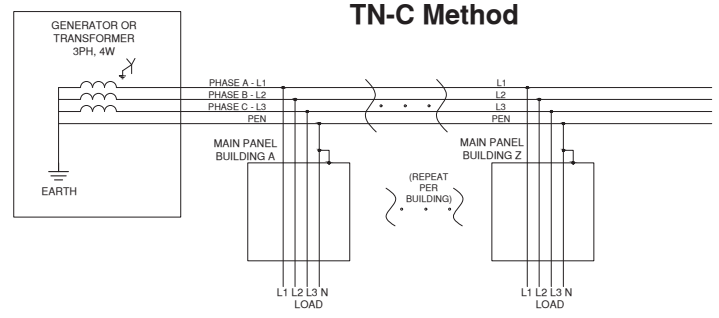 TN-C Method
GENERATOR OR
TRANSFORMER
3PH, 4W
EARTH
PHASE A - L1
PHASE B - L2
PHASE C - L3
PEN
L1
L2
L3
PEN
MAIN PANEL
BUILDING A
L1 L2 L3 N
LOAD
(REPEAT
PER
BUILDING)
MAIN PANEL
BUILDING Z
L1 L2 L3 N
LOAD